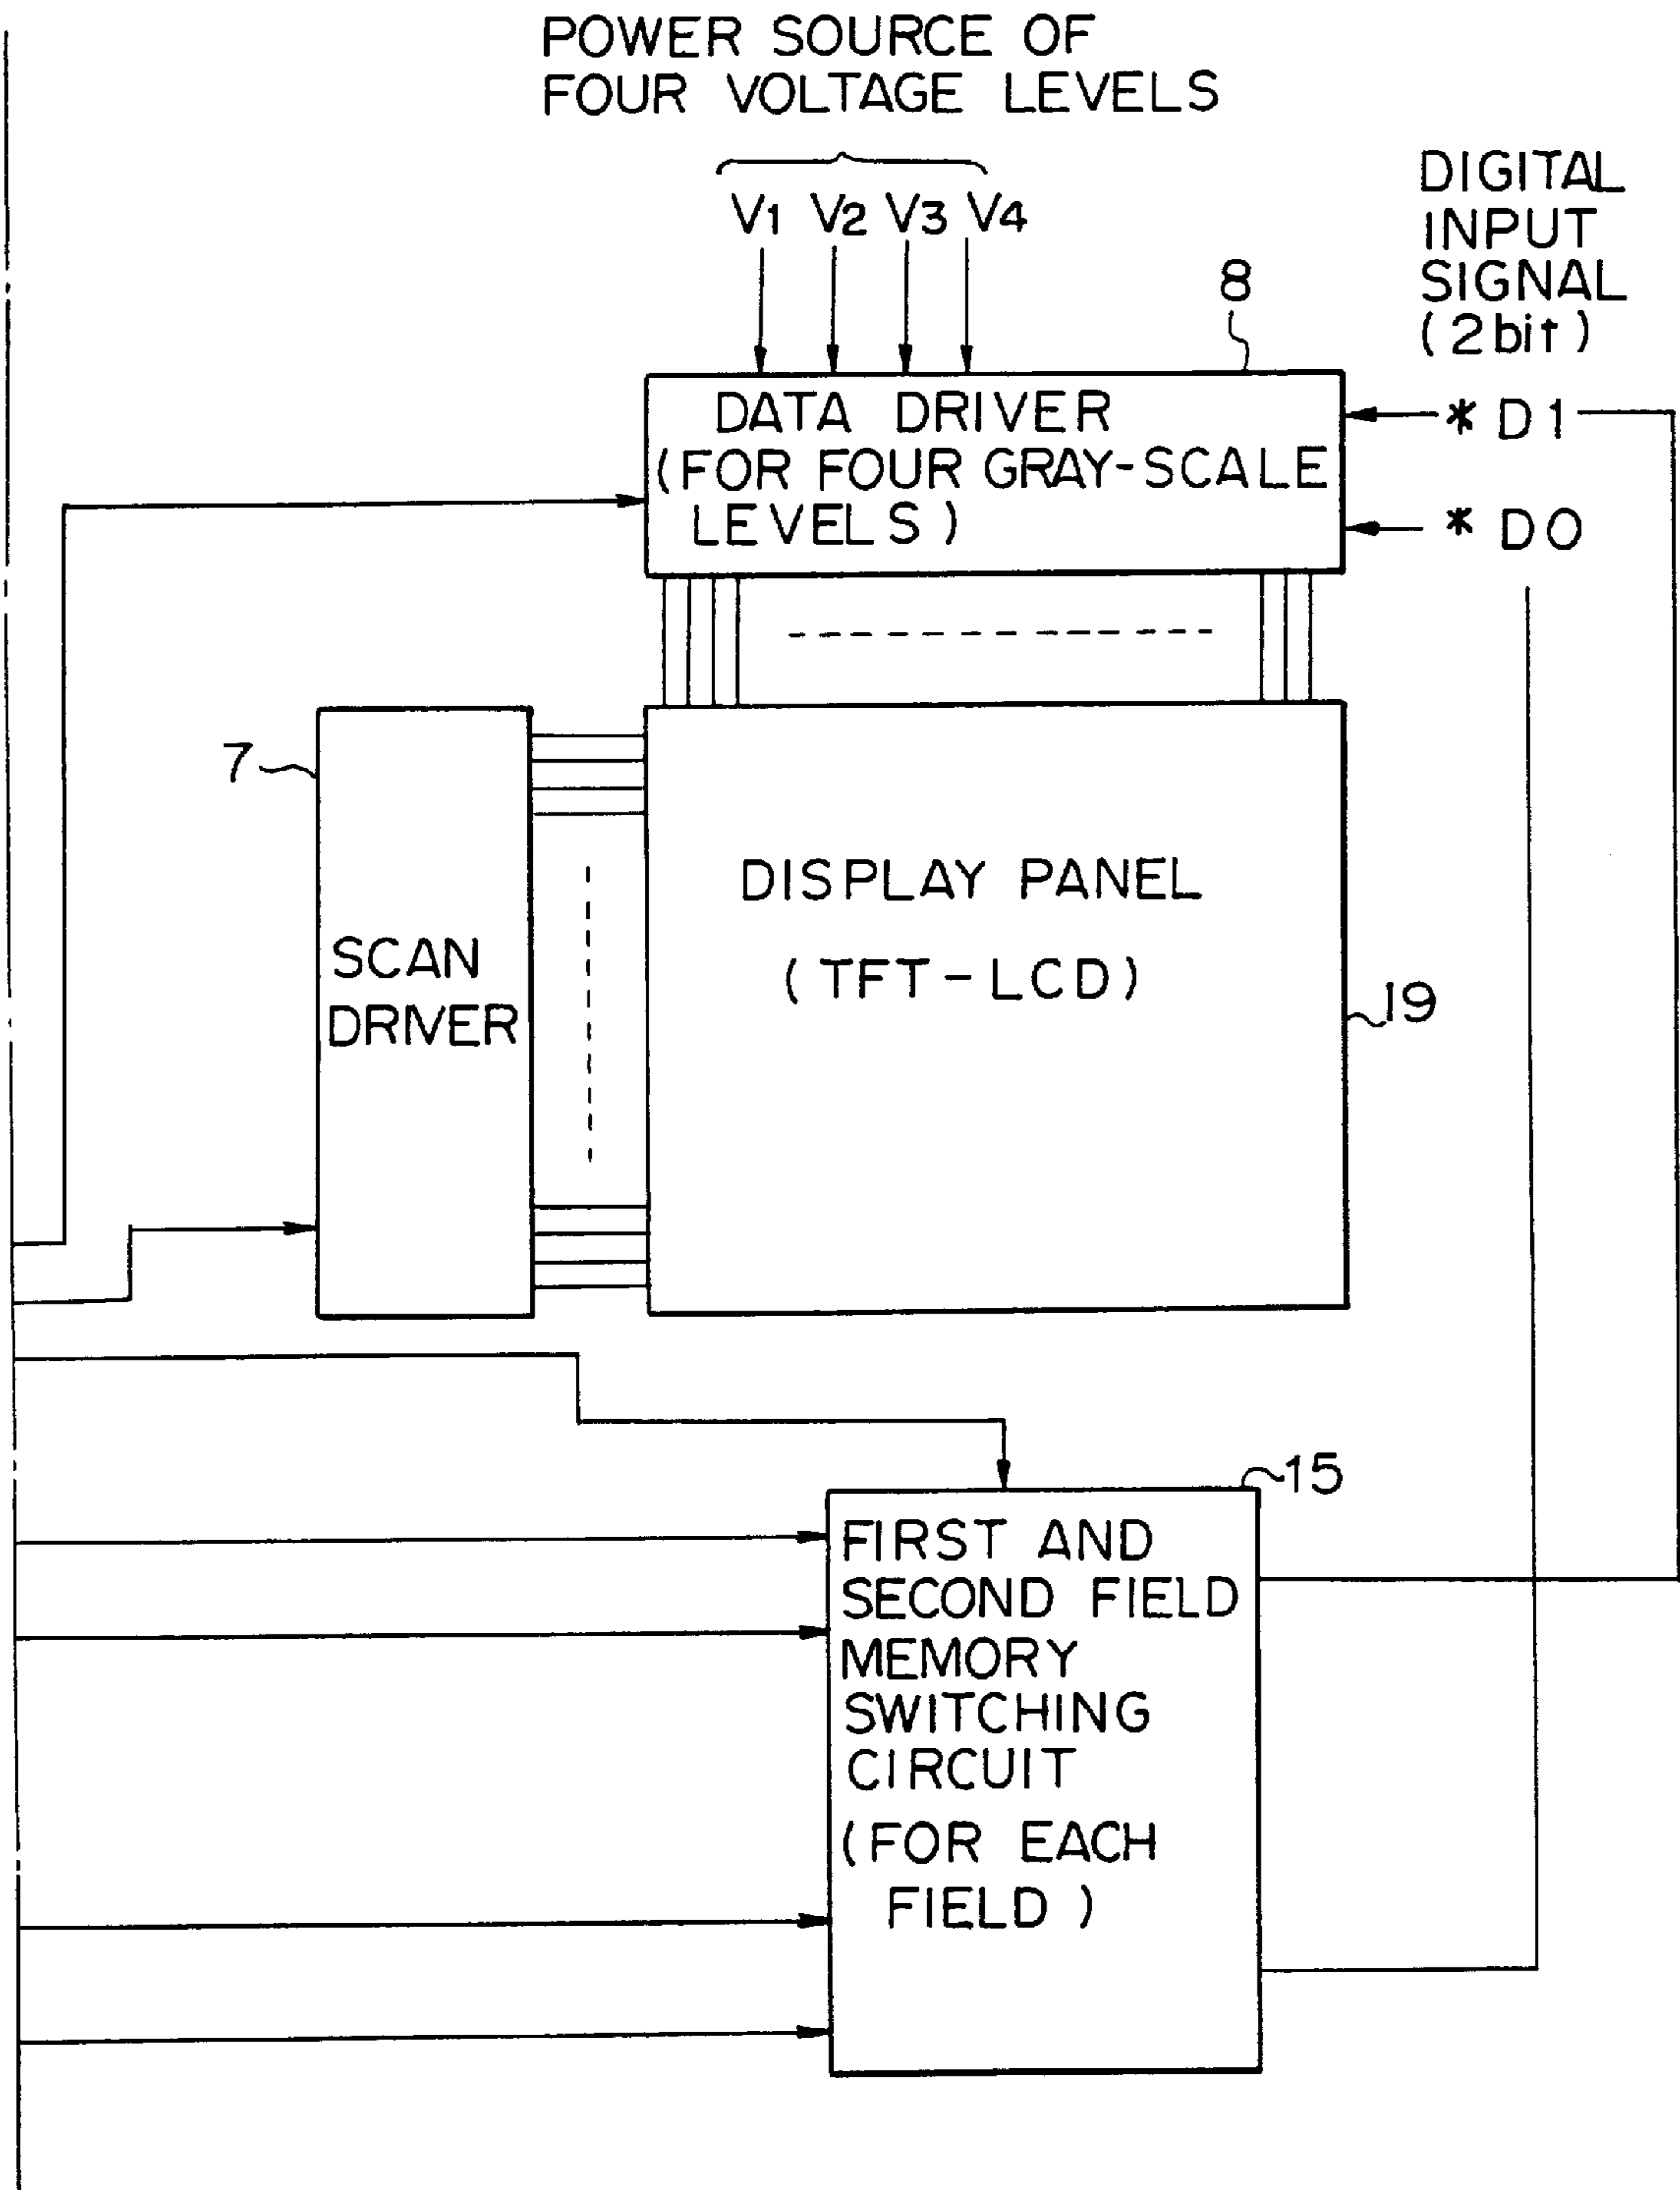 POWER SOURCE OF
FOUR VOLTAGE LEVELS
V1 V2 V3 V4
DIGITAL
INPUT
SIGNAL
(2bit)
8
DATA DRIVER
(FOR FOUR GRAY-SCALE
LEVELS)
* D1
* D0
7
SCAN
DRIVER
DISPLAY PANEL
(TFT-LCD)
19
15
FIRST AND
SECOND FIELD
MEMORY
SWITCHING
CIRCUIT
(FOR EACH
FIELD)